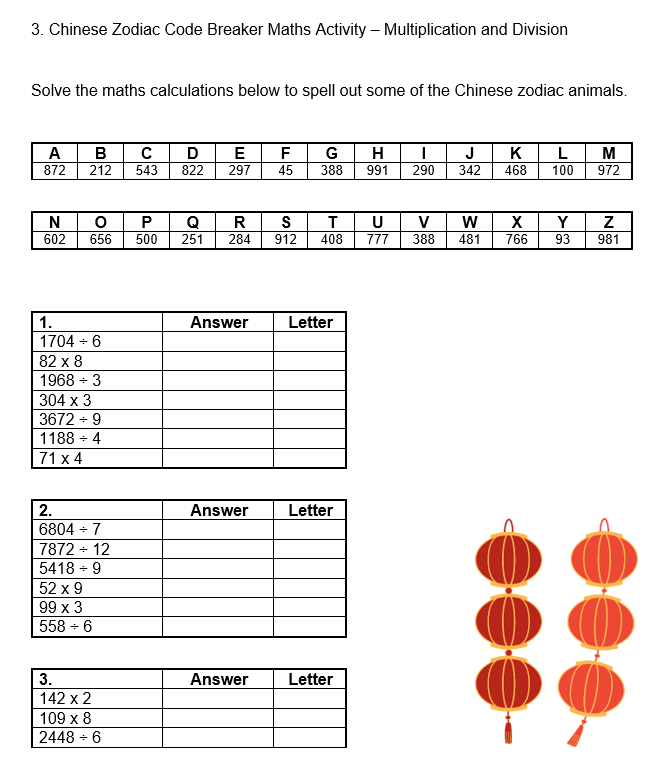 3. Chinese Zodiac Code Breaker Maths Activity – Multiplication and Division
Solve the maths calculations below to spell out some of the Chinese zodiac animals.
A B C D E F G H I J K L M
872 212 543 822 297 45 388 991 290 342 468 100 972
N O P Q R S T U V W X Y Z
602 656 500 251 284 912 408 777 388 481 766 93 981
1. Answer Letter
1704 ÷ 6
82 x 8
1968 ÷ 3
304 x 3
3672 ÷ 9
1188 ÷ 4
71 x 4
2. Answer Letter
6804 ÷ 7
7872 ÷ 12
5418 ÷ 9
52 x 9
99 x 3
558 ÷ 6
3. Answer Letter
142 x 2
109 x 8
2448 ÷ 6